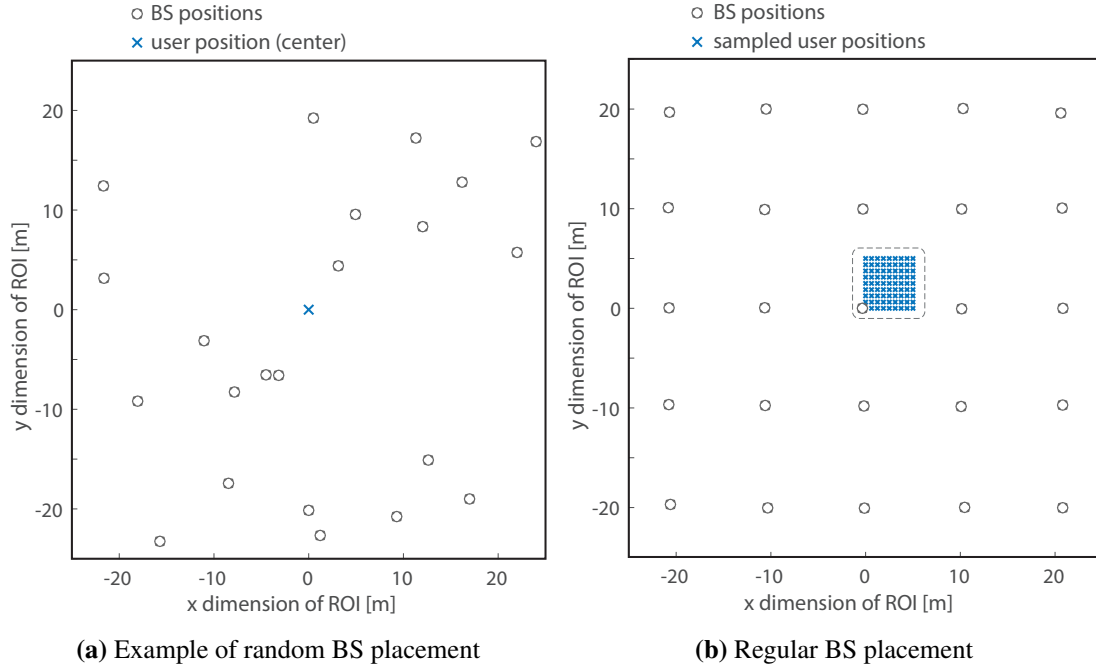 BS positions
user position (center)
20
10
0
-10
-20
y dimension of ROI [m]
-20
-10
0
10
20
x dimension of ROI [m]
(a) Example of random BS placement
BS positions
sampled user positions
20
10
0
-10
-20
y dimension of ROI [m]
-20
-10
0
10
20
x dimension of ROI [m]
(b) Regular BS placement